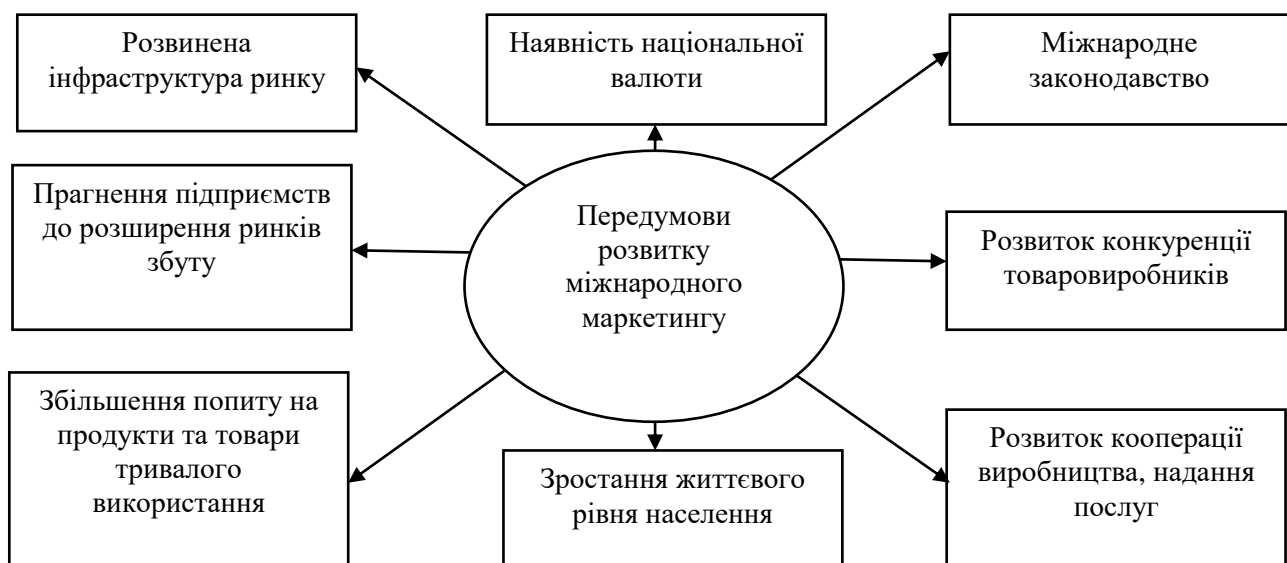 Розвинена
інфраструктура ринку
Наявність національної
валюти
Міжнародне
законодавство
Прагнення підприємств
до розширення ринків
збуту
Передумови
розвитку
міжнародного
маркетингу
Розвиток конкуренції
товаровиробників
Збільшення попиту на
продукти та товари
тривалого
використання
Зростання життєвого
рівня населення
Розвиток кооперації
виробництва, надання
послуг